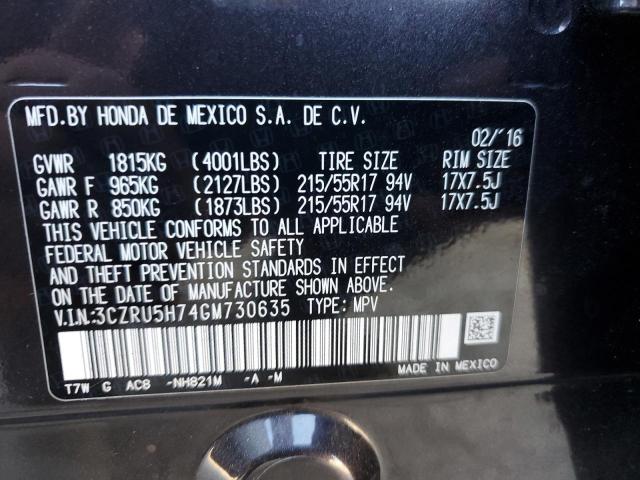 MFD.BY HONDA DE MEXICO S.A. DE C.V.
02/'16
GVWR 1815KG (4001LBS) TIRE SIZE RIM SIZE
GAWR F 965KG (2127LBS) 215/55R17 94V 17X7.5J
GAWR R 850KG (1873LBS) 215/55R17 94V 17X7.5J
THIS VEHICLE CONFORMS TO ALL APPLICABLE
FEDERAL MOTOR VEHICLE SAFETY
AND THEFT PREVENTION STANDARDS IN EFFECT
ON THE DATE OF MANUFACTURE SHOWN ABOVE.
V.I.N.:3CZRU5H74GM730635 TYPE: MPV
MADE IN MEXICO
T7W G AC8 -NH821M -A -M